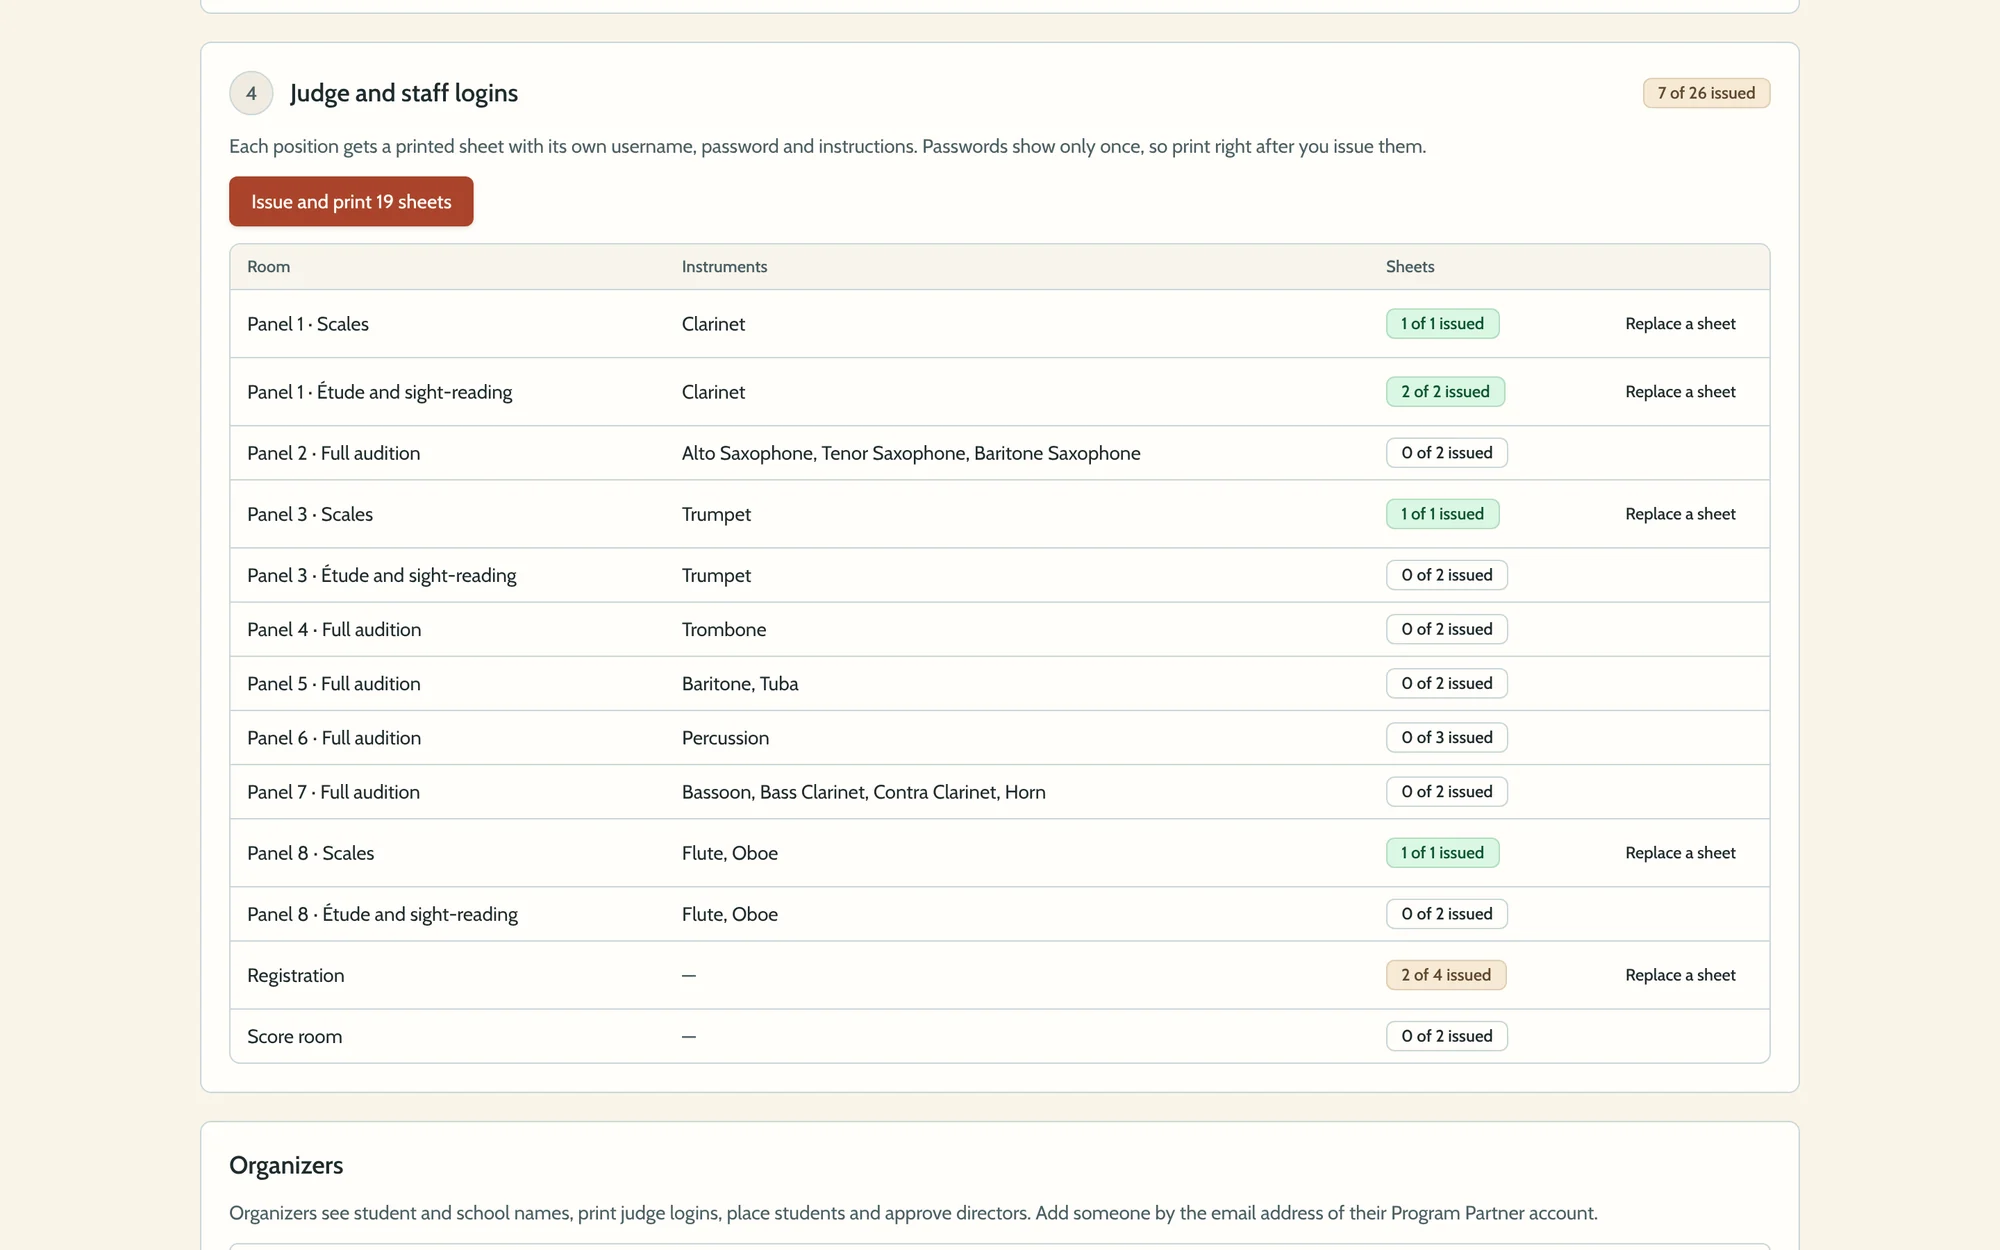 4 Judge and staff logins 7 of 26 issued
Each position gets a printed sheet with its own username, password and instructions. Passwords show only once, so print right after you issue them.
Issue and print 19 sheets
Room Instruments Sheets
Panel 1 · Scales Clarinet 1 of 1 issued Replace a sheet
Panel 1 · Étude and sight-reading Clarinet 2 of 2 issued Replace a sheet
Panel 2 · Full audition Alto Saxophone, Tenor Saxophone, Baritone Saxophone 0 of 2 issued
Panel 3 · Scales Trumpet 1 of 1 issued Replace a sheet
Panel 3 · Étude and sight-reading Trumpet 0 of 2 issued
Panel 4 · Full audition Trombone 0 of 2 issued
Panel 5 · Full audition Baritone, Tuba 0 of 2 issued
Panel 6 · Full audition Percussion 0 of 3 issued
Panel 7 · Full audition Bassoon, Bass Clarinet, Contra Clarinet, Horn 0 of 2 issued
Panel 8 · Scales Flute, Oboe 1 of 1 issued Replace a sheet
Panel 8 · Étude and sight-reading Flute, Oboe 0 of 2 issued
Registration — 2 of 4 issued Replace a sheet
Score room — 0 of 2 issued
Organizers
Organizers see student and school names, print judge logins, place students and approve directors. Add someone by the email address of their Program Partner account.